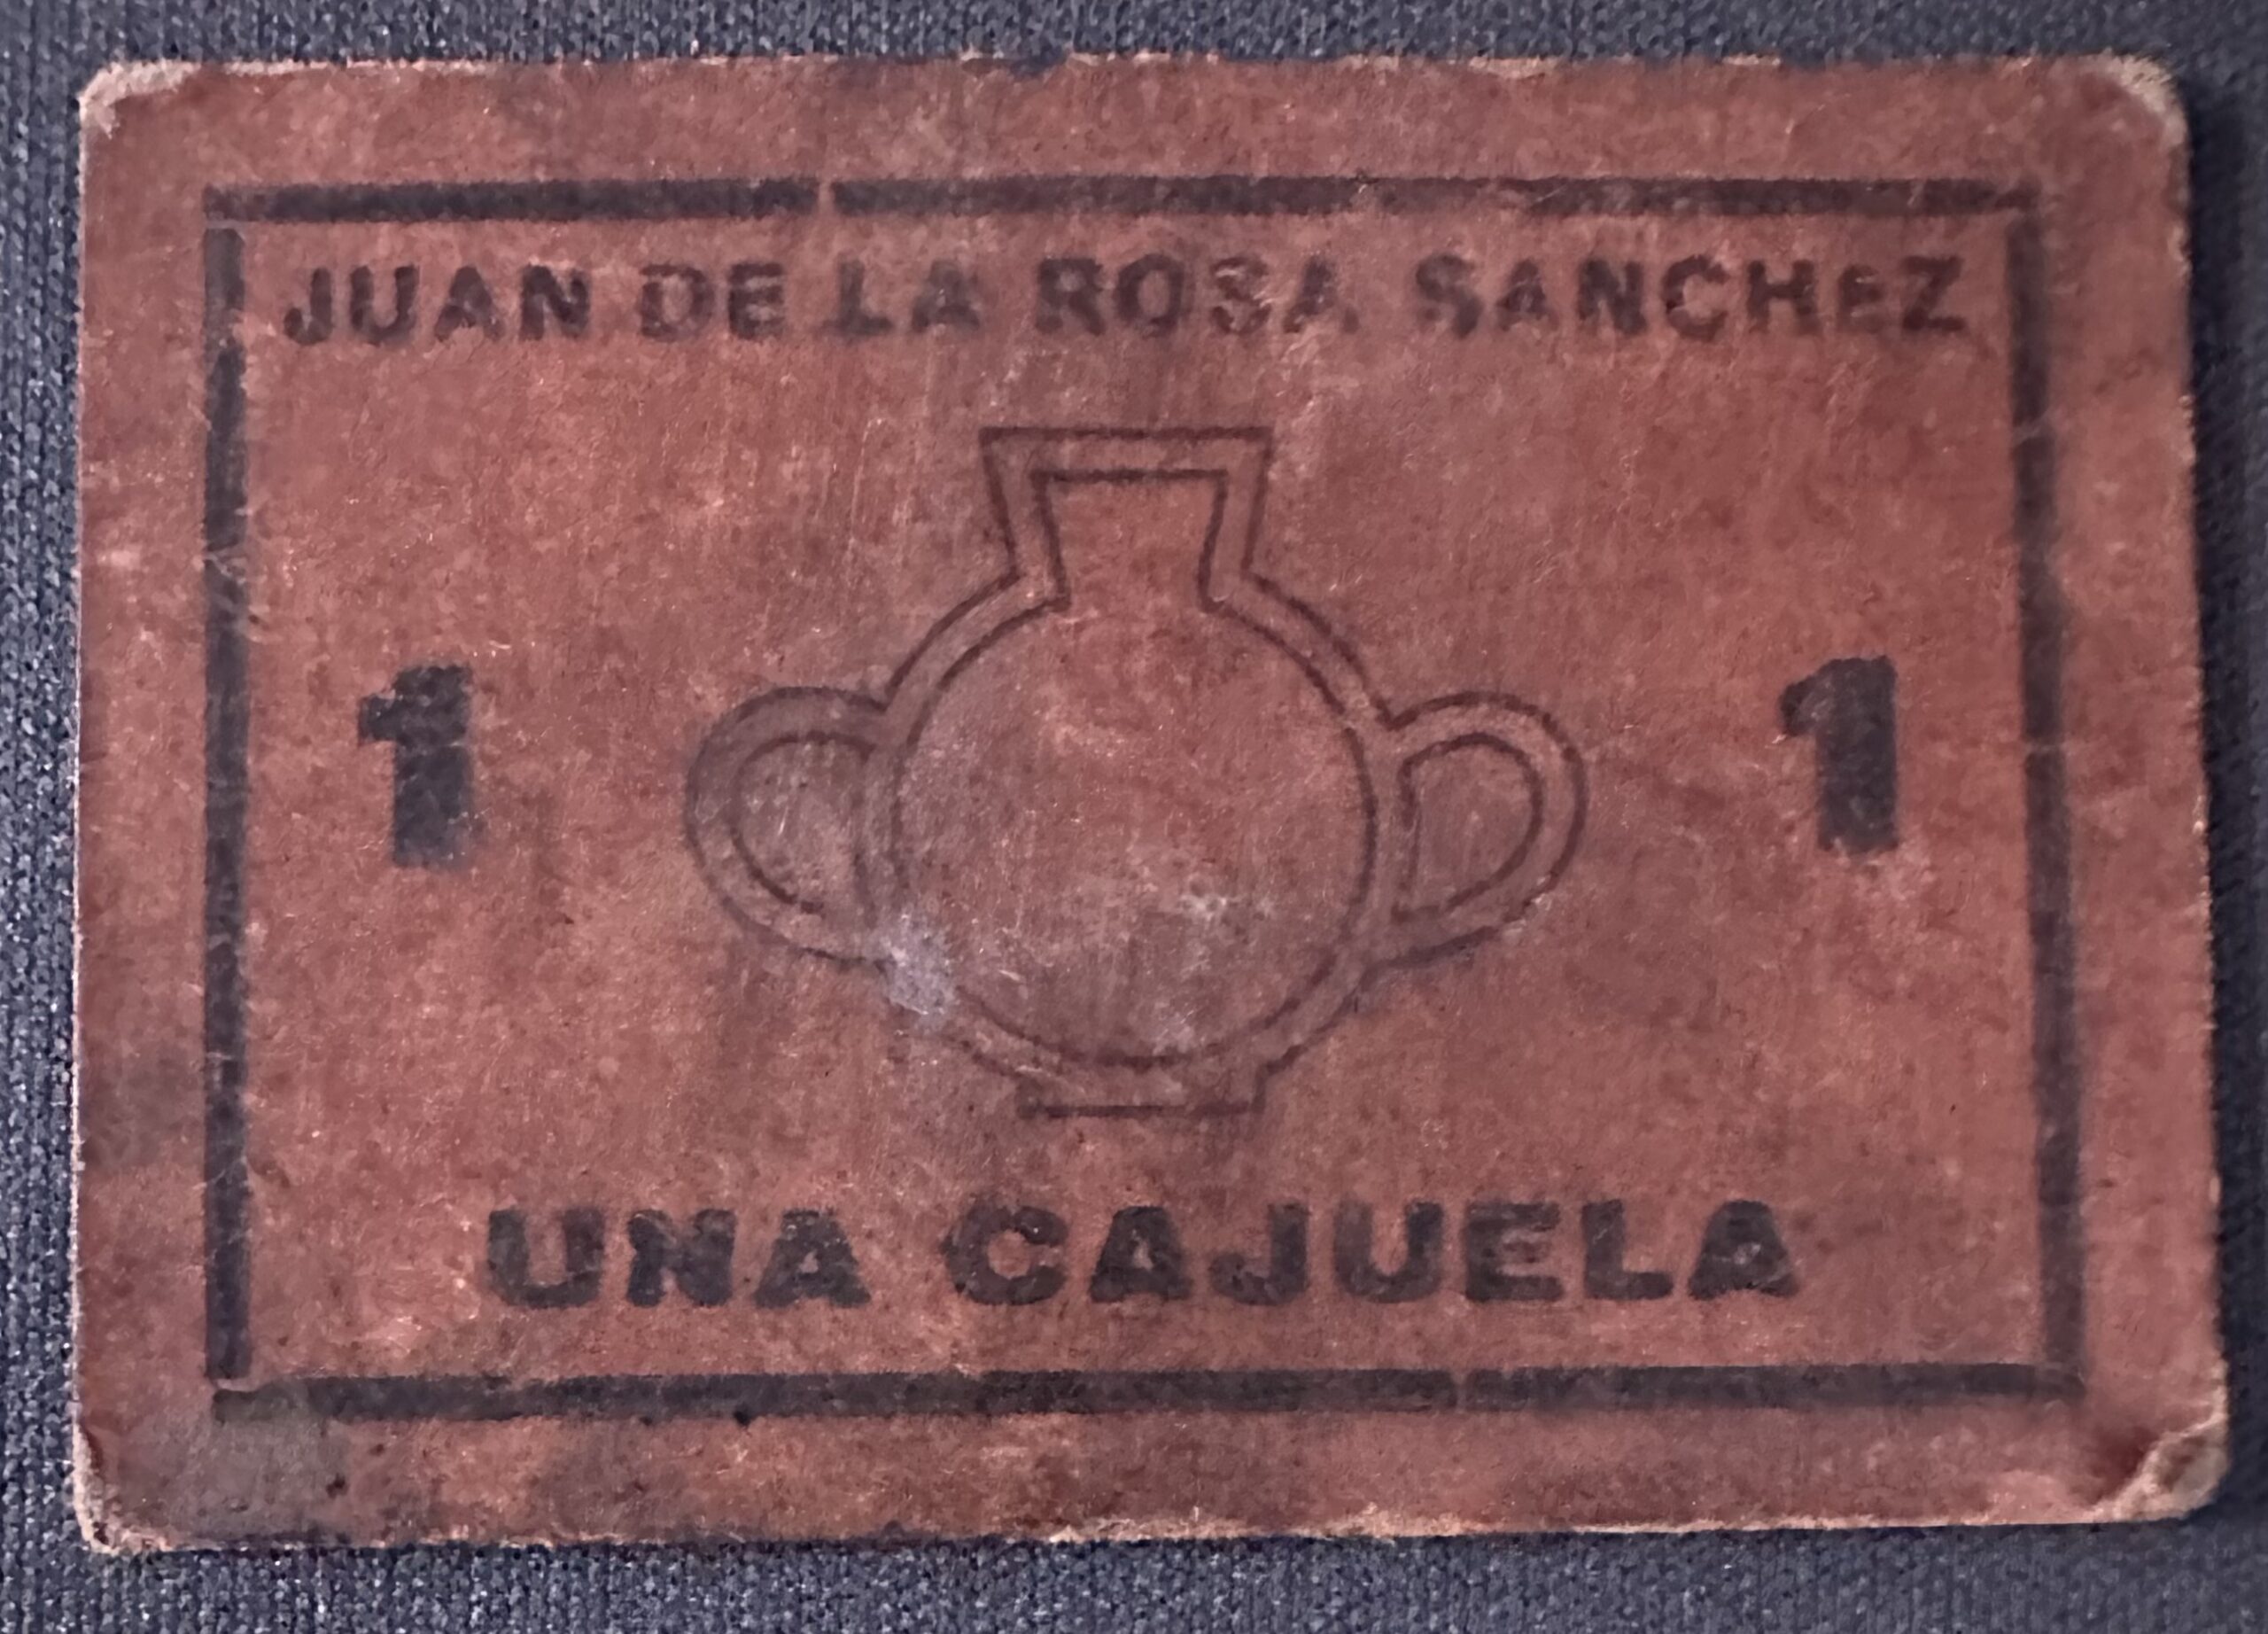 JUAN DE LA ROSA SANCHEZ
1 1
UNA CAJUELA